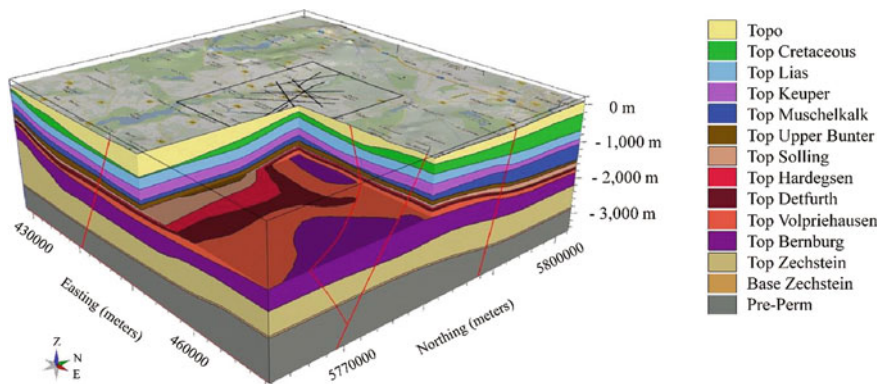 Topo
Top Cretaceous
Top Lias
Top Keuper
Top Muschelkalk
Top Upper Bunter
Top Solling
Top Hardegsen
Top Detfurth
Top Volpriehausen
Top Bernburg
Top Zechstein
Base Zechstein
Pre-Perm
0 m
- 1,000 m
- 2,000 m
- 3,000 m
430000
Easting (meters)
460000
5770000
Northing (meters)
5800000
Z
N
E